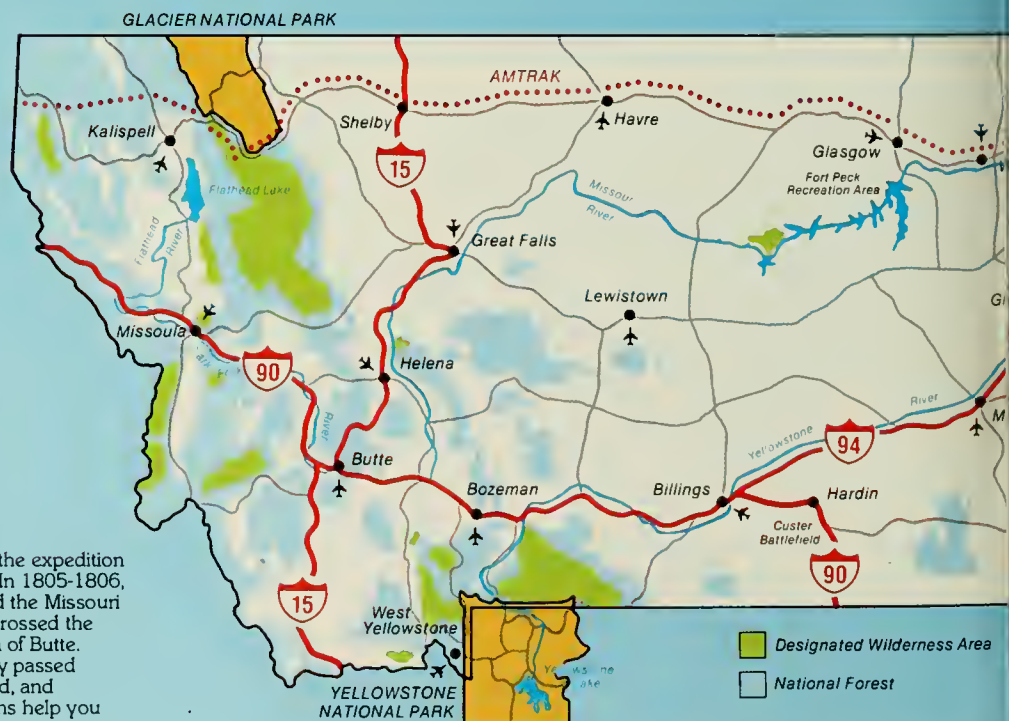 GLACIER NATIONAL PARK
AMTRAK
Kalispell
Shelby
Havre
Glasgow
Fort Peck
Recreation Area
15
Flathead Lake
Missour
River
Flathead
River
Great Falls
Lewistown
Missoula
90
Helena
River
Butte
Bozeman
Billings
Yellowstone
River
94
Hardin
Custer
Battlefield
90
15
West
Yellowstone
YELLOWSTONE
NATIONAL PARK
Designated Wilderness Area
National Forest
the expedition
In 1805-1806,
the Missouri
rossed the
of Butte.
passed
and
help you